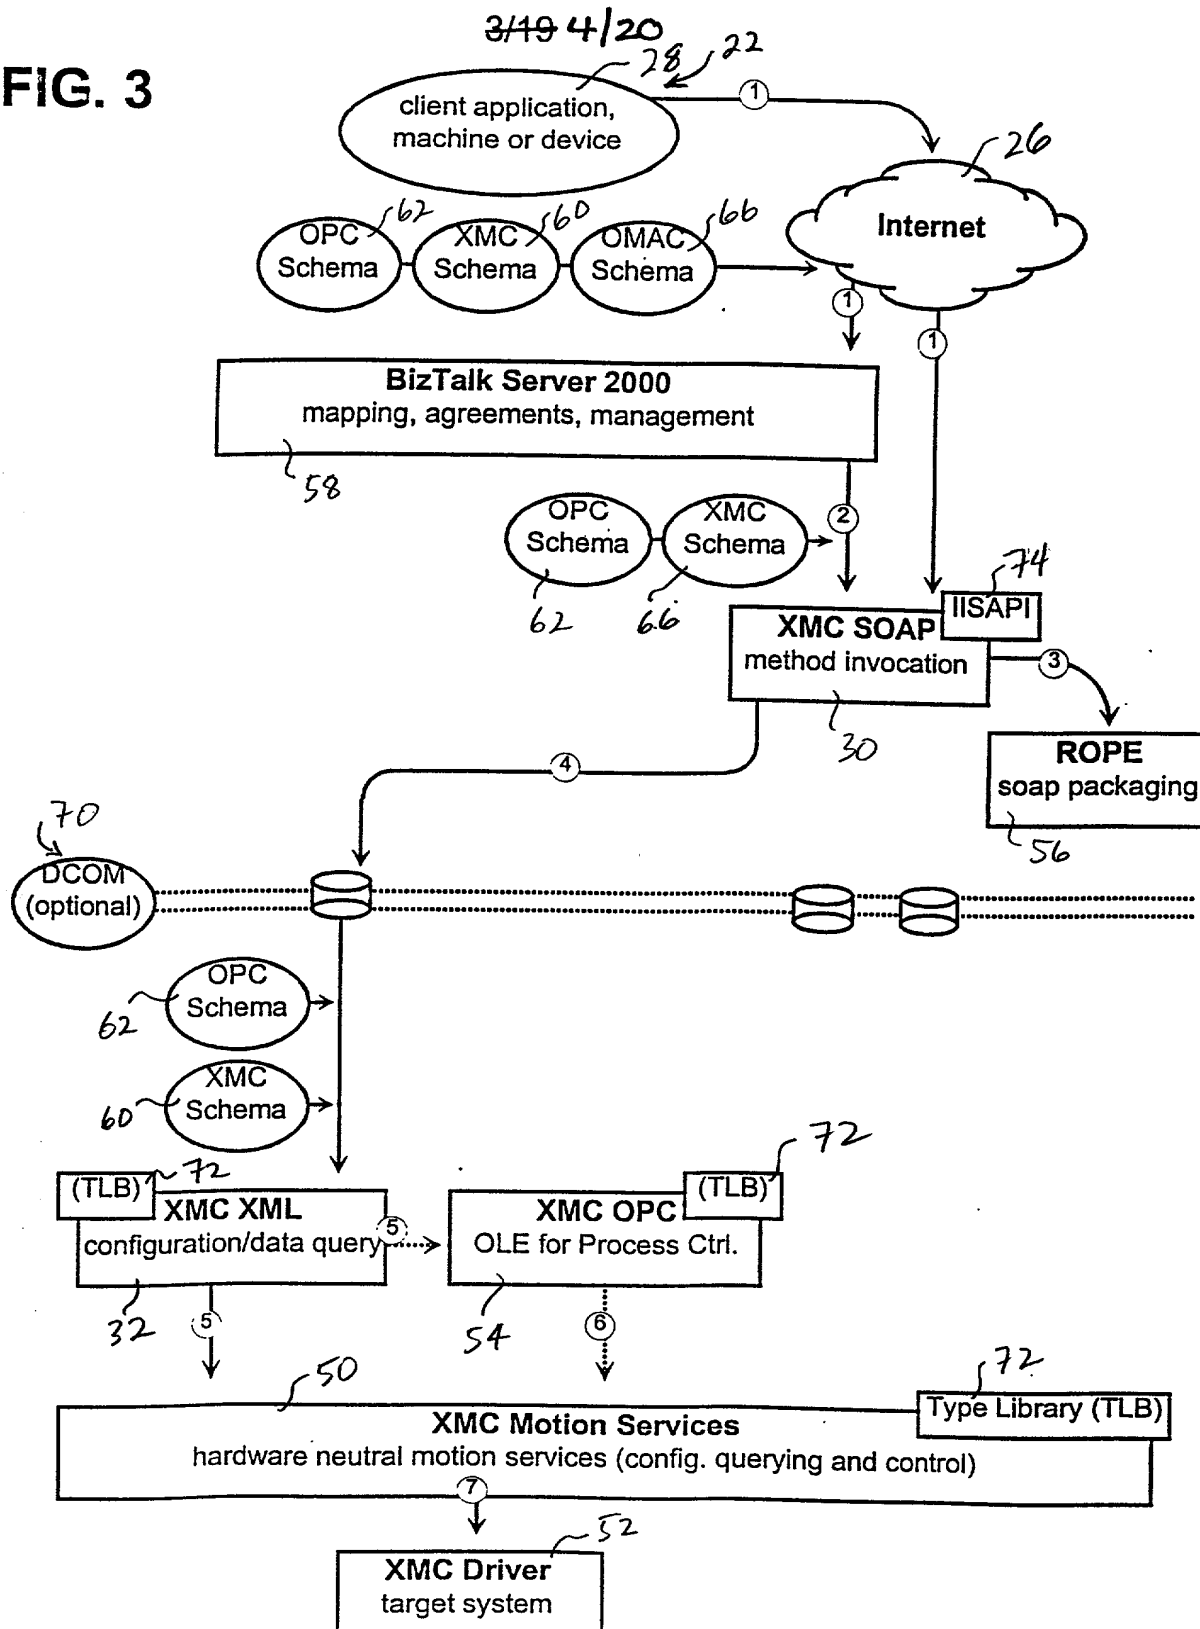 3/19 4/20
FIG. 3
28
22
client application,
machine or device
1
26
Internet
62
60
66
OPC
Schema
XMC
Schema
OMAC
Schema
1
1
BizTalk Server 2000
mapping, agreements, management
58
OPC
Schema
XMC
Schema
2
62
66
74
IISAPI
XMC SOAP
method invocation
3
30
ROPE
soap packaging
56
4
70
DCOM
(optional)
OPC
Schema
62
XMC
Schema
60
72
(TLB)
XMC XML
configuration/data query
5
32
72
(TLB)
XMC OPC
OLE for Process Ctrl.
54
5
6
50
72
Type Library (TLB)
XMC Motion Services
hardware neutral motion services (config. querying and control)
7
52
XMC Driver
target system